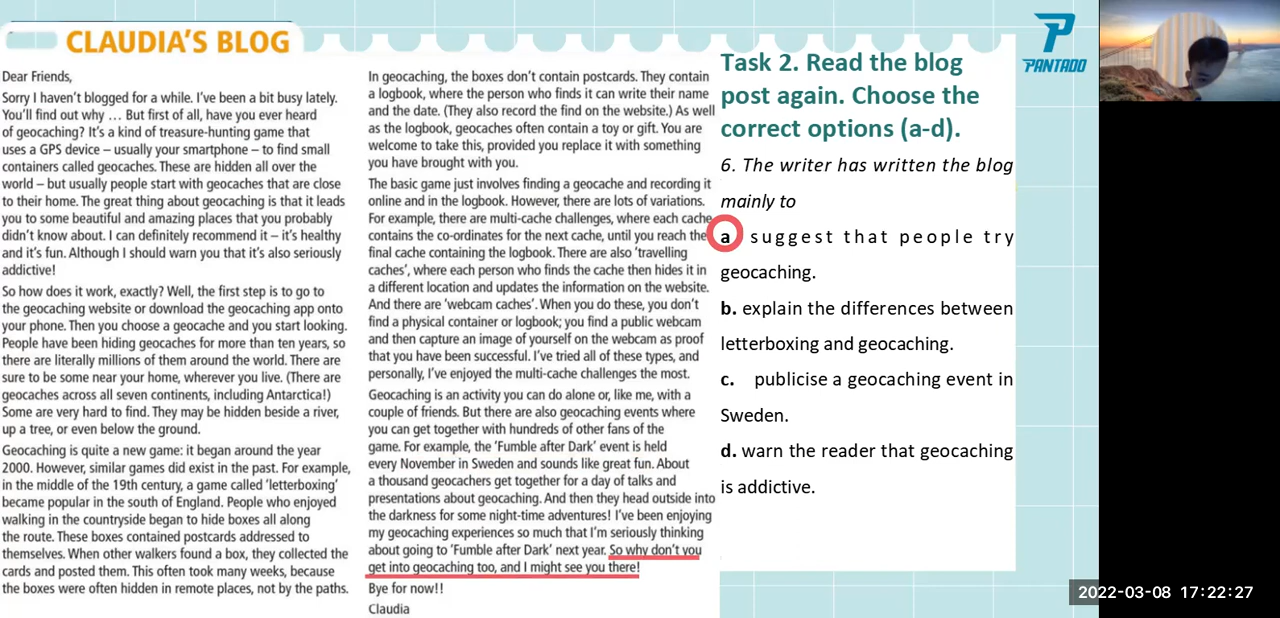 CLAUDIA'S BLOG
Dear Friends,
Sorry I haven't blogged for a while. I've been a bit busy lately.
You'll find out why … But first of all, have you ever heard
of geocaching? It's a kind of treasure-hunting game that
uses a GPS device – usually your smartphone – to find small
containers called geocaches. These are hidden all over the
world – but usually people start with geocaches that are close
to their home. The great thing about geocaching is that it leads
you to some beautiful and amazing places that you probably
didn't know about. I can definitely recommend it – it's healthy
and it's fun. Although I should warn you that it's also seriously
addictive!
So how does it work, exactly? Well, the first step is to go to
the geocaching website or download the geocaching app onto
your phone. Then you choose a geocache and you start looking.
People have been hiding geocaches for more than ten years, so
there are literally millions of them around the world. There are
sure to be some near your home, wherever you live. (There are
geocaches across all seven continents, including Antarctica!)
Some are very hard to find. They may be hidden beside a river,
up a tree, or even below the ground.
Geocaching is quite a new game: it began around the year
2000. However, similar games did exist in the past. For example,
in the middle of the 19th century, a game called 'letterboxing'
became popular in the south of England. People who enjoyed
walking in the countryside began to hide boxes all along
the route. These boxes contained postcards addressed to
themselves. When other walkers found a box, they collected the
cards and posted them. This often took many weeks, because
the boxes were often hidden in remote places, not by the paths.
In geocaching, the boxes don't contain postcards. They contain
a logbook, where the person who finds it can write their name
and the date. (They also record the find on the website.) As well
as the logbook, geocaches often contain a toy or gift. You are
welcome to take this, provided you replace it with something
you have brought with you.
The basic game just involves finding a geocache and recording it
online and in the logbook. However, there are lots of variations.
For example, there are multi-cache challenges, where each cache
contains the co-ordinates for the next cache, until you reach the
final cache containing the logbook. There are also 'travelling
caches', where each person who finds the cache then hides it in
a different location and updates the information on the website.
And there are 'webcam caches'. When you do these, you don't
find a physical container or logbook; you find a public webcam
and then capture an image of yourself on the webcam as proof
that you have been successful. I've tried all of these types, and
personally, I've enjoyed the multi-cache challenges the most.
Geocaching is an activity you can do alone or, like me, with a
couple of friends. But there are also geocaching events where
you can get together with hundreds of other fans of the
game. For example, the 'Fumble after Dark' event is held
every November in Sweden and sounds like great fun. About
a thousand geocachers get together for a day of talks and
presentations about geocaching. And then they head outside into
the darkness for some night-time adventures! I've been enjoying
my geocaching experiences so much that I'm seriously thinking
about going to 'Fumble after Dark' next year. So why don't you
get into geocaching too, and I might see you there!
Bye for now!!
Claudia
Task 2. Read the blog
post again. Choose the
correct options (a-d).
6. The writer has written the blog
mainly to
a suggest that people try
geocaching.
b. explain the differences between
letterboxing and geocaching.
c. publicise a geocaching event in
Sweden.
d. warn the reader that geocaching
is addictive.
PANTADO
2022-03-08 17:22:27